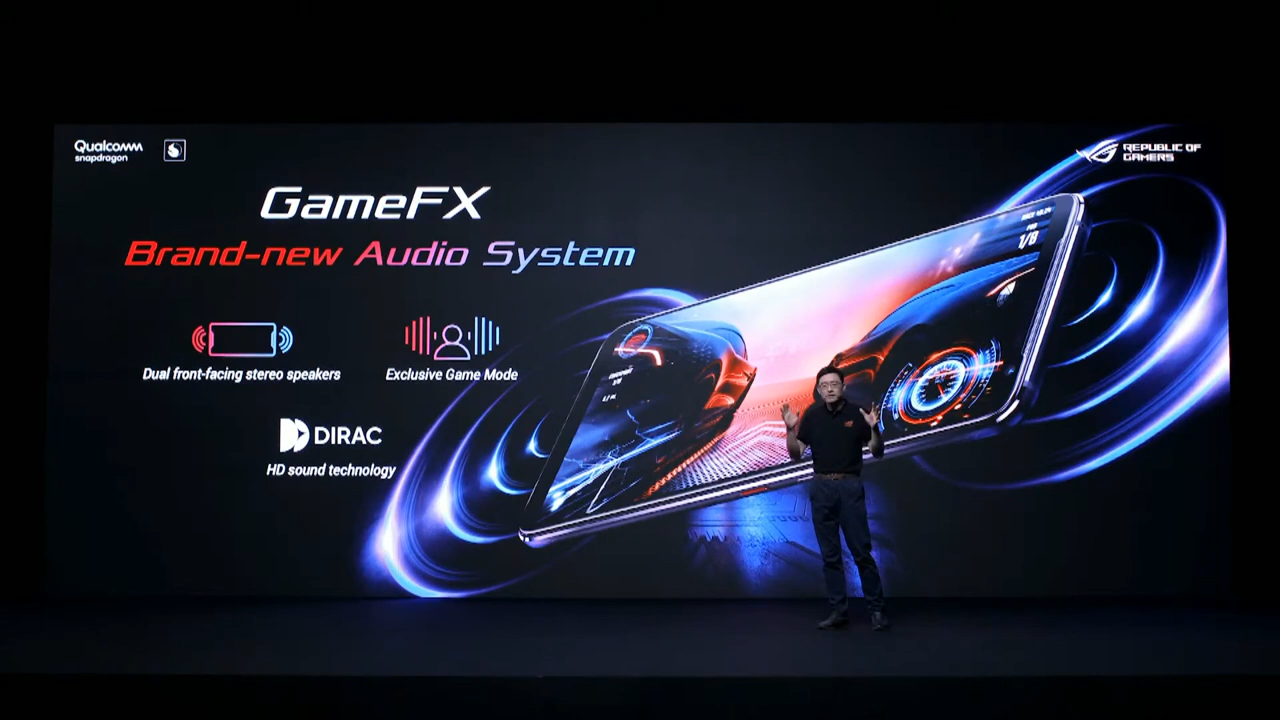 Qualcomm
snapdragon
REPUBLIC OF
GAMERS
GameFX
Brand-new Audio System
Dual front-facing stereo speakers
Exclusive Game Mode
DIRAC
HD sound technology
1/8